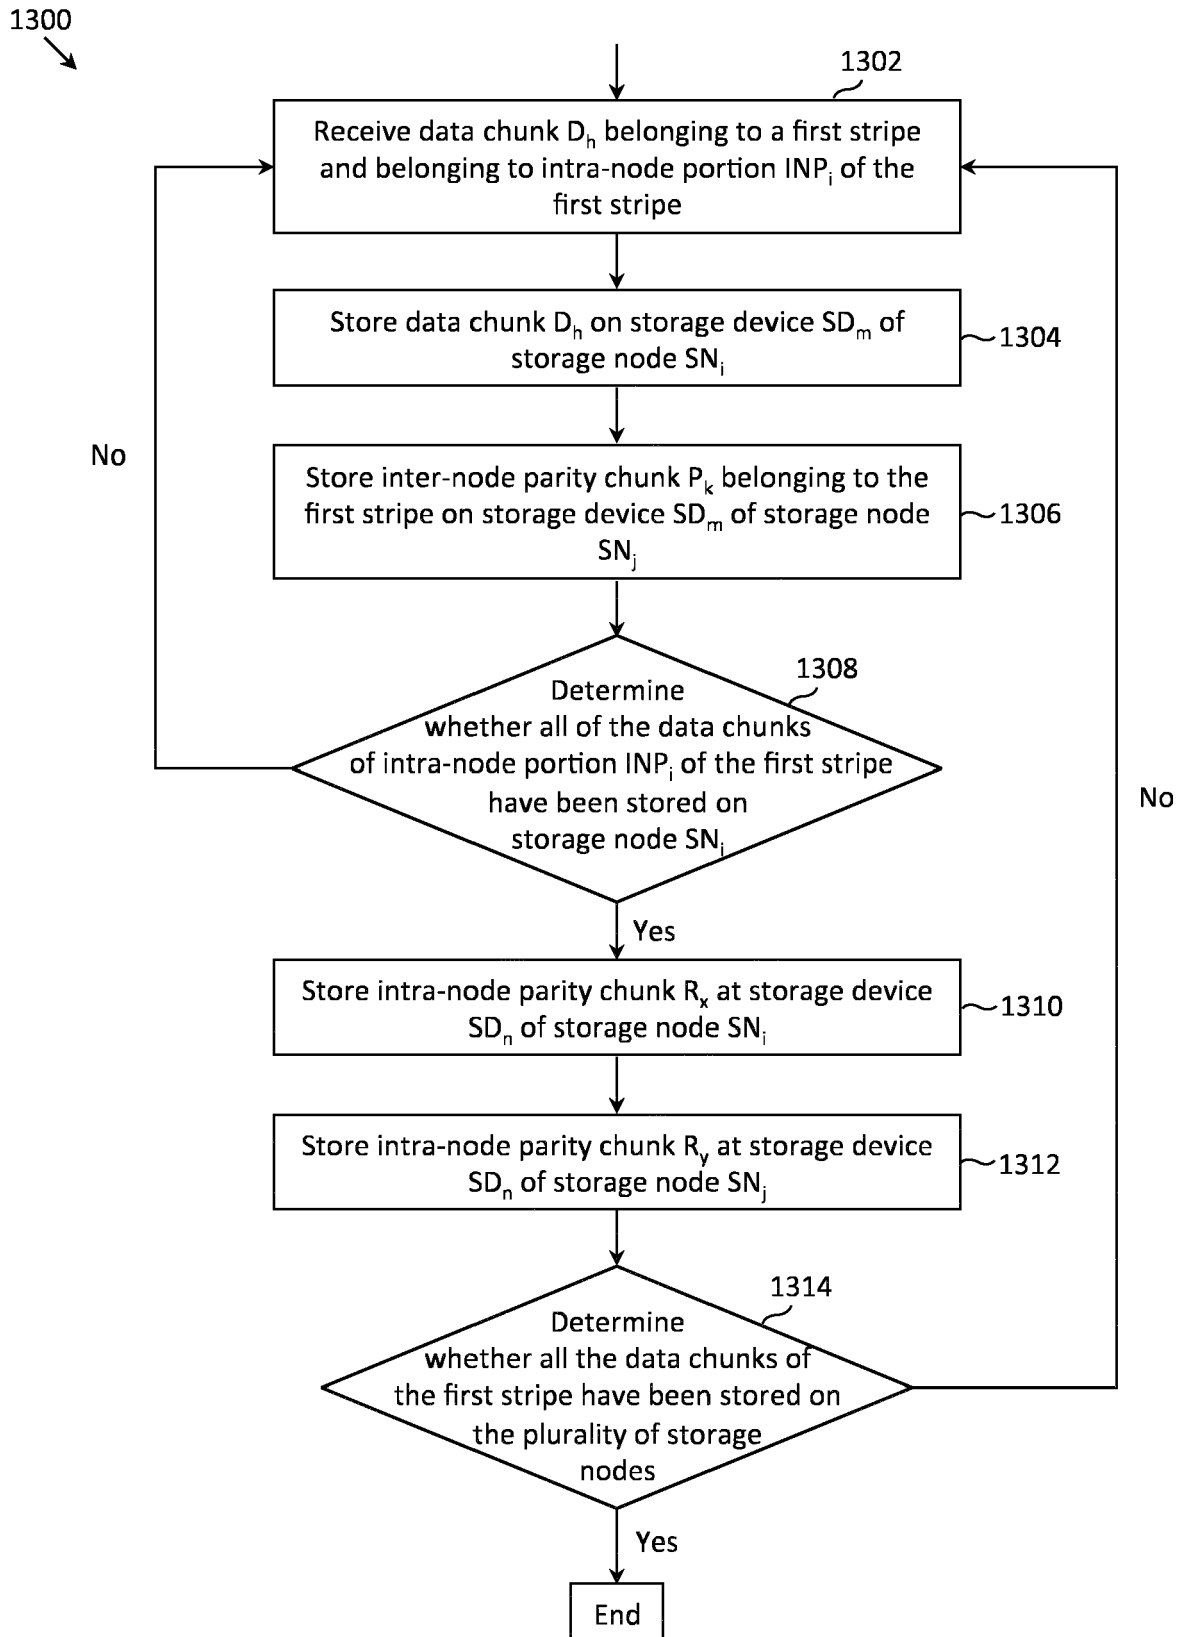 1300
1302
Receive data chunk Dₕ belonging to a first stripe
and belonging to intra-node portion INPᵢ of the
first stripe
Store data chunk Dₕ on storage device SDₘ of
storage node SNᵢ
1304
No
Store inter-node parity chunk Pₖ belonging to the
first stripe on storage device SDₘ of storage node
SNⱼ
1306
1308
Determine
whether all of the data chunks
of intra-node portion INPᵢ of the first stripe
have been stored on
storage node SNᵢ
No
Yes
Store intra-node parity chunk Rₓ at storage device
SDₙ of storage node SNᵢ
1310
Store intra-node parity chunk R_y at storage device
SDₙ of storage node SNⱼ
1312
1314
Determine
whether all the data chunks of
the first stripe have been stored on
the plurality of storage
nodes
Yes
End